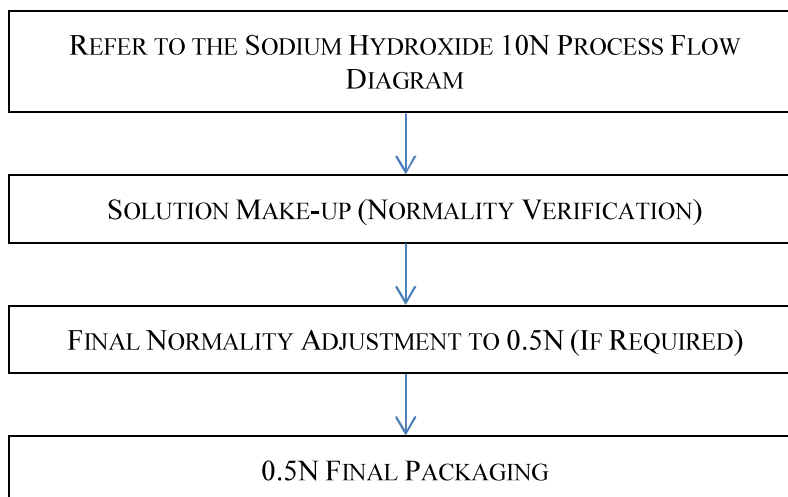 REFER TO THE SODIUM HYDROXIDE 10N PROCESS FLOW
DIAGRAM
SOLUTION MAKE-UP (NORMALITY VERIFICATION)
FINAL NORMALITY ADJUSTMENT TO 0.5N (IF REQUIRED)
0.5N FINAL PACKAGING